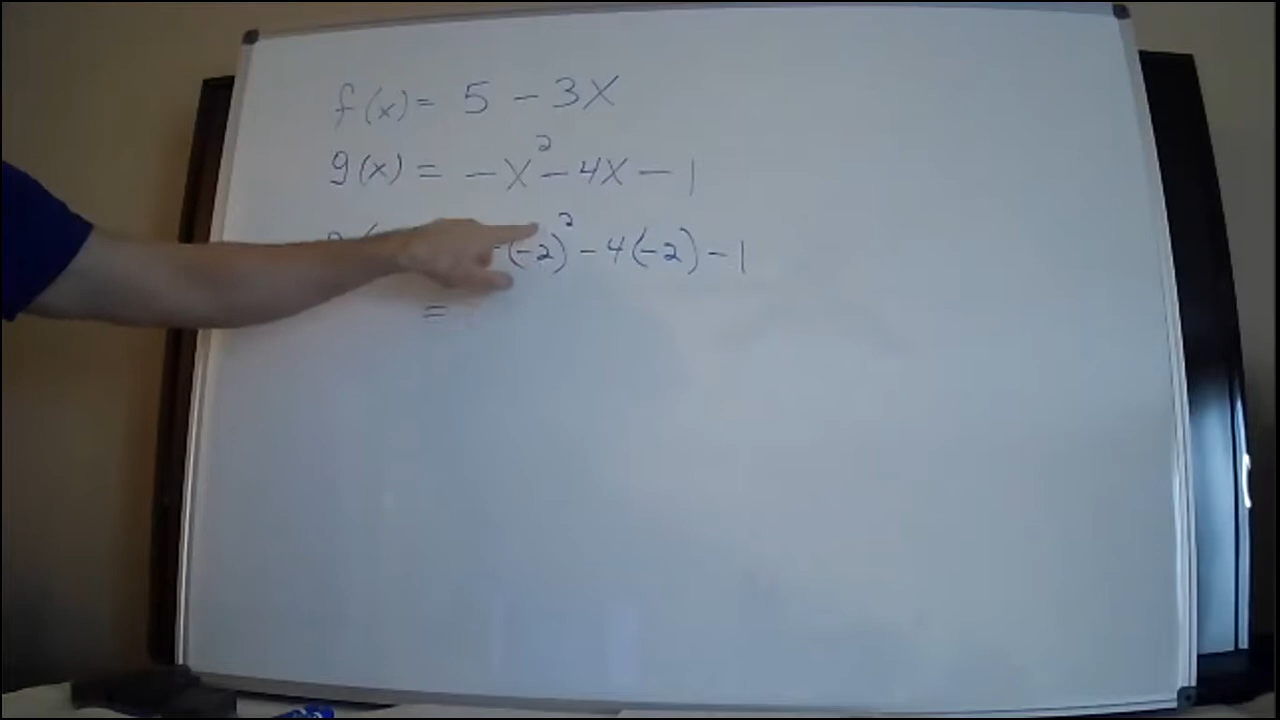 f(x) = 5 - 3x
g(x) = -x² - 4x - 1
-(-2)² - 4(-2) - 1
=